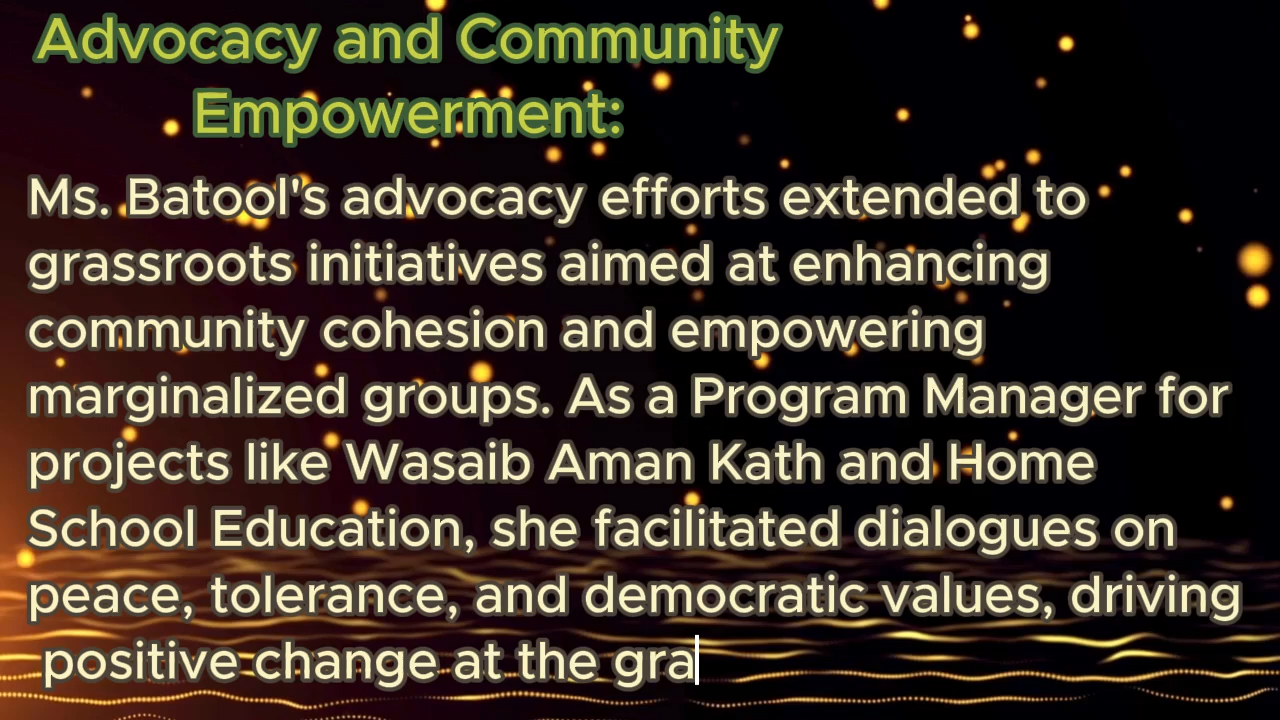 Advocacy and Community
Empowerment:
Ms. Batool's advocacy efforts extended to
grassroots initiatives aimed at enhancing
community cohesion and empowering
marginalized groups. As a Program Manager for
projects like Wasaib Aman Kath and Home
School Education, she facilitated dialogues on
peace, tolerance, and democratic values, driving
positive change at the gra